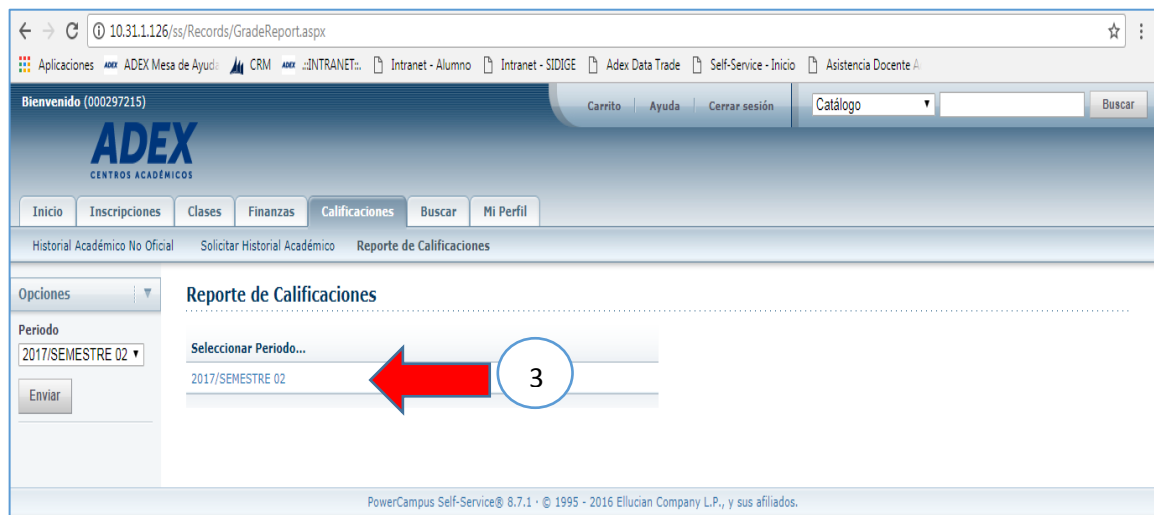 10.31.1.126/ss/Records/GradeReport.aspx
Aplicaciones ADEX ADEX Mesa de Ayuda CRM ADEX .::INTRANET::. Intranet - Alumno Intranet - SIDIGE Adex Data Trade Self-Service - Inicio Asistencia Docente A
Bienvenido (000297215) Carrito Ayuda Cerrar sesión Catálogo Buscar
ADEX
CENTROS ACADÉMICOS
Inicio Inscripciones Clases Finanzas Calificaciones Buscar Mi Perfil
Historial Académico No Oficial Solicitar Historial Académico Reporte de Calificaciones
Opciones
Reporte de Calificaciones
Periodo
2017/SEMESTRE 02
Enviar
Seleccionar Periodo...
2017/SEMESTRE 02
3
PowerCampus Self-Service® 8.7.1 · © 1995 - 2016 Ellucian Company L.P., y sus afiliados.